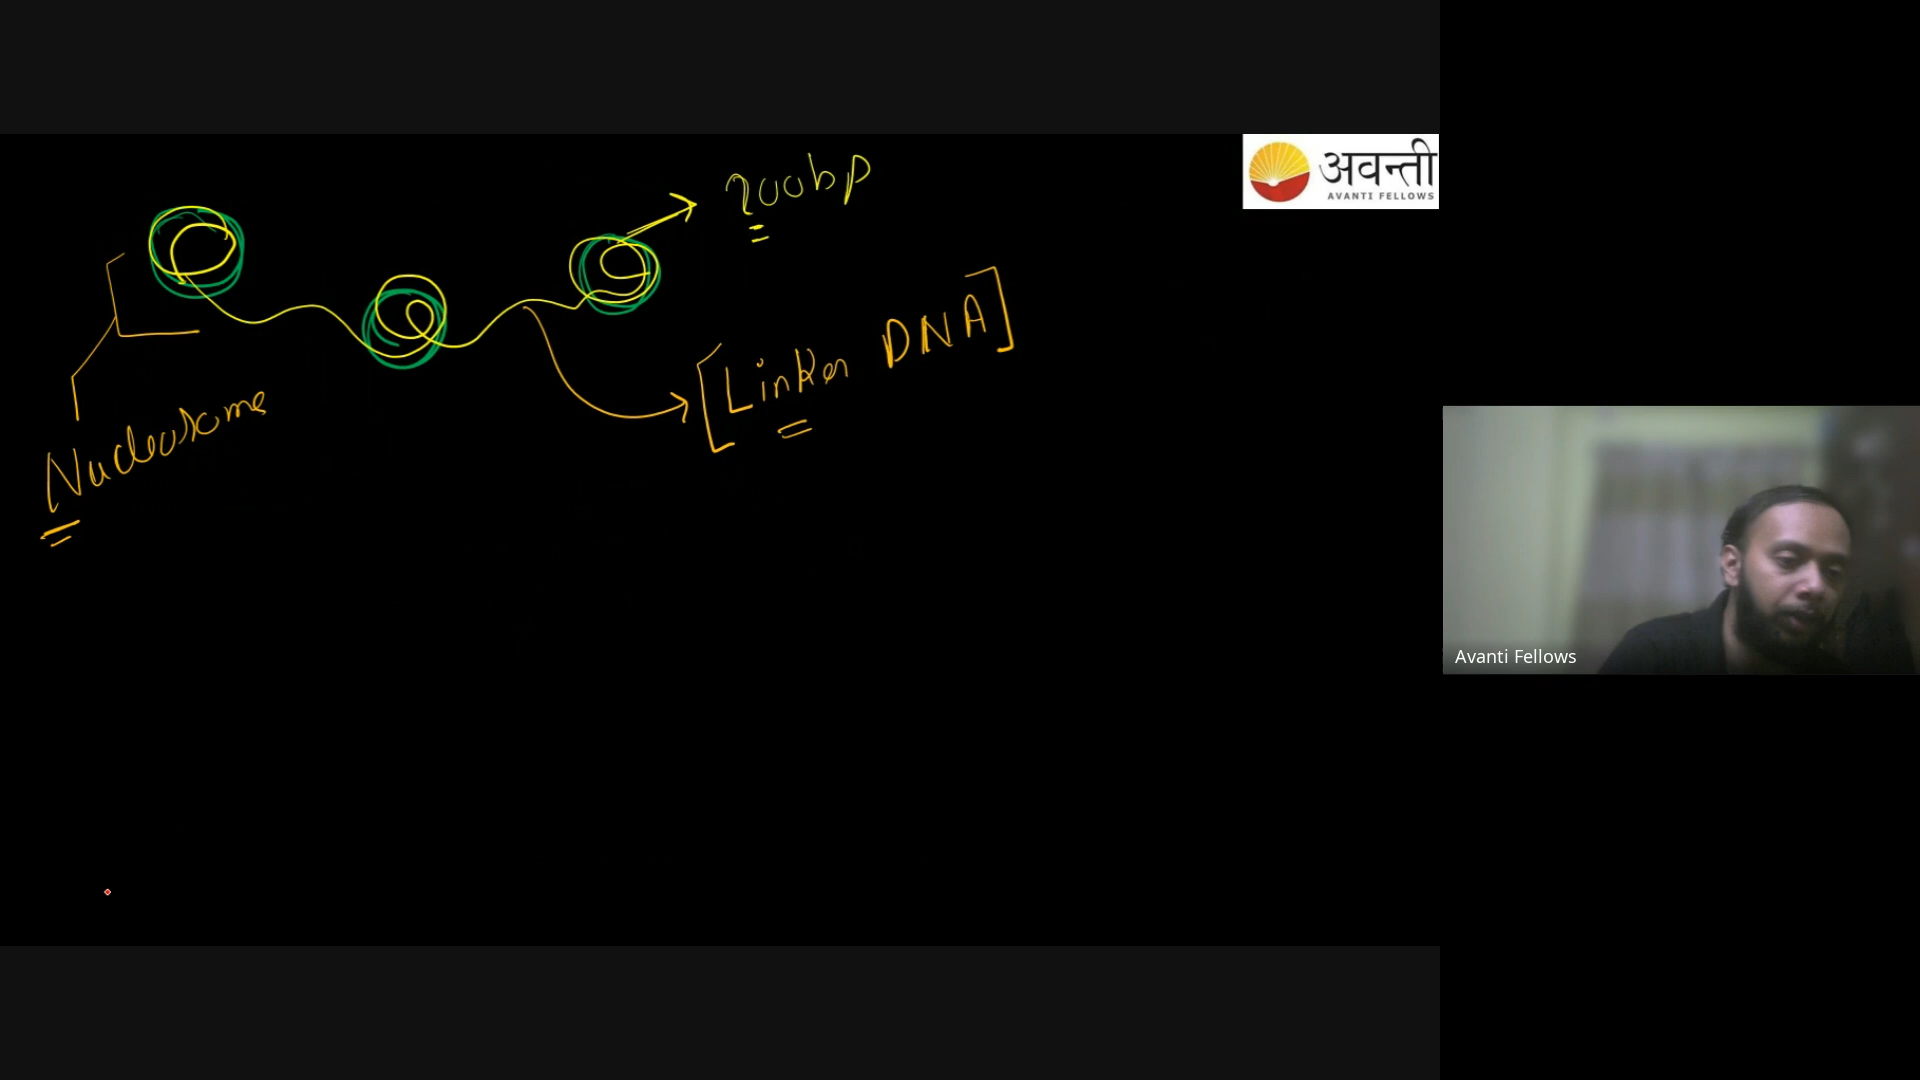 200bp
अवन्ती
AVANTI FELLOWS
[Linker DNA]
Nucleosome
Avanti Fellows